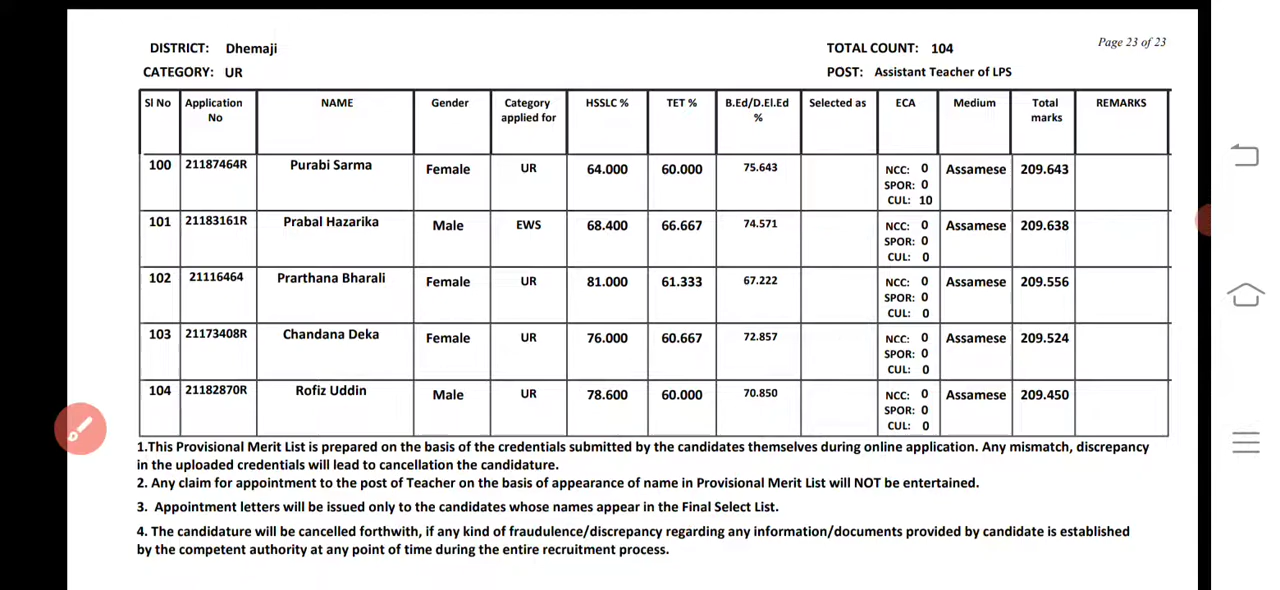 DISTRICT: Dhemaji TOTAL COUNT: 104 Page 23 of 23
CATEGORY: UR POST: Assistant Teacher of LPS
Sl No Application No NAME Gender Category applied for HSSLC % TET % B.Ed/D.El.Ed % Selected as ECA Medium Total marks REMARKS
100 21187464R Purabi Sarma Female UR 64.000 60.000 75.643 NCC: 0 Assamese 209.643
SPOR: 0
CUL: 10
101 21183161R Prabal Hazarika Male EWS 68.400 66.667 74.571 NCC: 0 Assamese 209.638
SPOR: 0
CUL: 0
102 21116464 Prarthana Bharali Female UR 81.000 61.333 67.222 NCC: 0 Assamese 209.556
SPOR: 0
CUL: 0
103 21173408R Chandana Deka Female UR 76.000 60.667 72.857 NCC: 0 Assamese 209.524
SPOR: 0
CUL: 0
104 21182870R Rofiz Uddin Male UR 78.600 60.000 70.850 NCC: 0 Assamese 209.450
SPOR: 0
CUL: 0
1.This Provisional Merit List is prepared on the basis of the credentials submitted by the candidates themselves during online application. Any mismatch, discrepancy
in the uploaded credentials will lead to cancellation the candidature.
2. Any claim for appointment to the post of Teacher on the basis of appearance of name in Provisional Merit List will NOT be entertained.
3. Appointment letters will be issued only to the candidates whose names appear in the Final Select List.
4. The candidature will be cancelled forthwith, if any kind of fraudulence/discrepancy regarding any information/documents provided by candidate is established
by the competent authority at any point of time during the entire recruitment process.